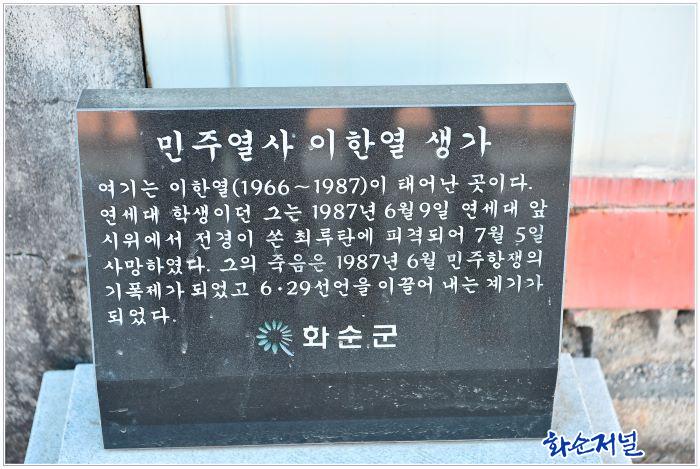 민주열사 이한열 생가
여기는 이한열(1966～1987)이 태어난 곳이다.
연세대 학생이던 그는 1987년 6월9일 연세대 앞
시위에서 전경이 쏜 최루탄에 피격되어 7월 5일
사망하였다. 그의 죽음은 1987년 6월 민주항쟁의
기폭제가 되었고 6·29선언을 이끌어 내는 계기가
되었다.
화순군
화순저널